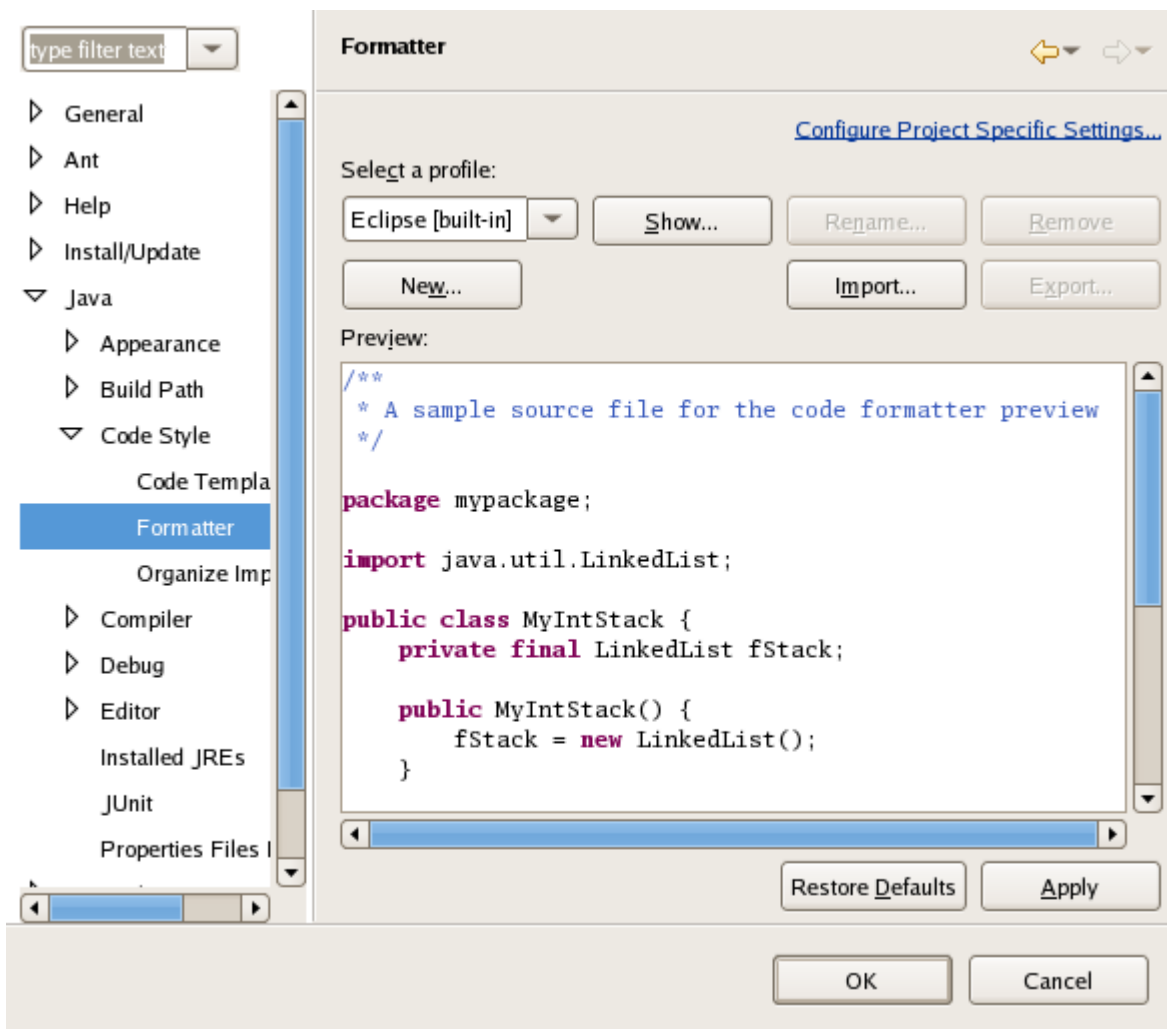 type filter text
General
Ant
Help
Install/Update
Java
Appearance
Build Path
Code Style
Code Templa
Formatter
Organize Imp
Compiler
Debug
Editor
Installed JREs
JUnit
Properties Files
Formatter
Configure Project Specific Settings...
Select a profile:
Eclipse [built-in] Show... Rename... Remove
New... Import... Export...
Preview:
/**
 * A sample source file for the code formatter preview
 */
package mypackage;
import java.util.LinkedList;
public class MyIntStack {
    private final LinkedList fStack;
    public MyIntStack() {
        fStack = new LinkedList();
    }
Restore Defaults Apply
OK Cancel